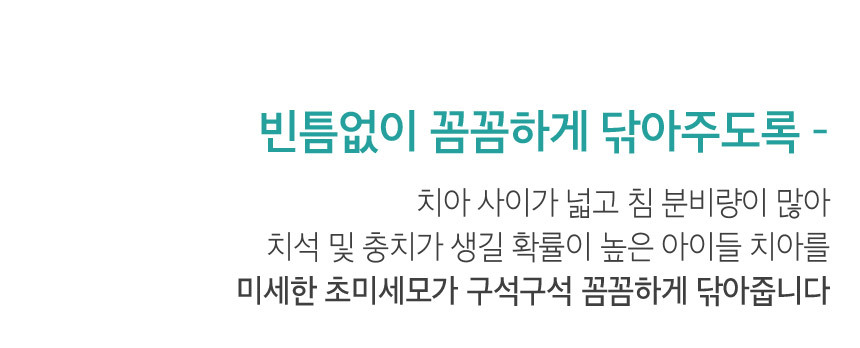 빈틈없이 꼼꼼하게 닦아주도록 -
치아 사이가 넓고 침 분비량이 많아
치석 및 충치가 생길 확률이 높은 아이들 치아를
미세한 초미세모가 구석구석 꼼꼼하게 닦아줍니다